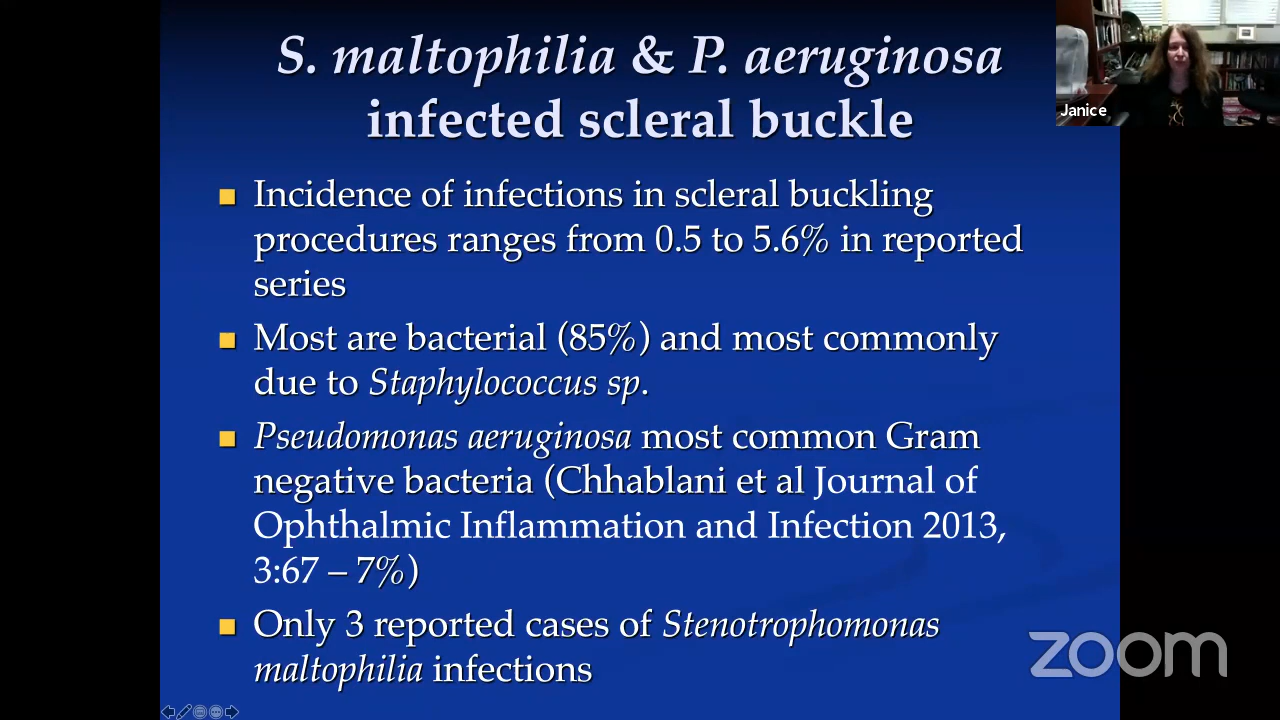 S. maltophilia & P. aeruginosa
infected scleral buckle
Janice
Incidence of infections in scleral buckling
procedures ranges from 0.5 to 5.6% in reported
series
Most are bacterial (85%) and most commonly
due to Staphylococcus sp.
Pseudomonas aeruginosa most common Gram
negative bacteria (Chhablani et al Journal of
Ophthalmic Inflammation and Infection 2013,
3:67 – 7%)
Only 3 reported cases of Stenotrophomonas
maltophilia infections
zoom